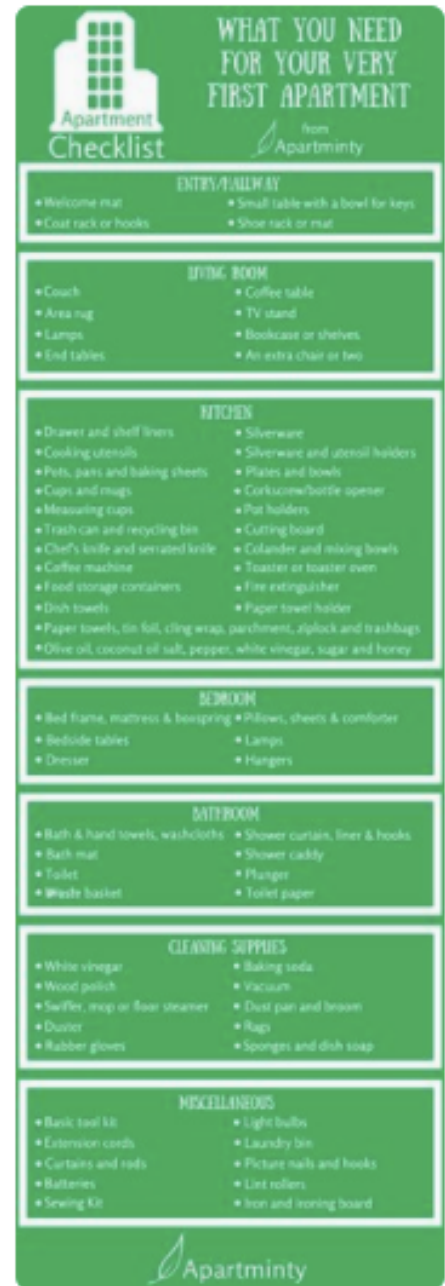 Apartment
Checklist
WHAT YOU NEED
FOR YOUR VERY
FIRST APARTMENT
from
Apartminty
ENTRY/HALLWAY
• Welcome mat
• Small table with a bowl for keys
• Coat rack or hooks
• Shoe rack or mat
LIVING ROOM
• Couch
• Coffee table
• Area rug
• TV stand
• Lamps
• Bookcase or shelves
• End tables
• An extra chair or two
KITCHEN
• Drawer and shelf liners
• Silverware
• Cooking utensils
• Silverware and utensil holders
• Pots, pans and baking sheets
• Plates and bowls
• Cups and mugs
• Corkscrew/bottle opener
• Measuring cups
• Pot holders
• Trash can and recycling bin
• Cutting board
• Chef's knife and serrated knife
• Colander and mixing bowls
• Coffee machine
• Toaster or toaster oven
• Food storage containers
• Fire extinguisher
• Dish towels
• Paper towel holder
• Paper towels, tin foil, cling wrap, parchment, ziplock and trashbags
• Olive oil, coconut oil salt, pepper, white vinegar, sugar and honey
BEDROOM
• Bed frame, mattress & boxspring
• Pillows, sheets & comforter
• Bedside tables
• Lamps
• Dresser
• Hangers
BATHROOM
• Bath & hand towels, washcloths
• Shower curtain, liner & hooks
• Bath mat
• Shower caddy
• Toilet
• Plunger
• Waste basket
• Toilet paper
CLEANING SUPPLIES
• White vinegar
• Baking soda
• Wood polish
• Vacuum
• Swiffer, mop or floor steamer
• Dust pan and broom
• Duster
• Rags
• Rubber gloves
• Sponges and dish soap
MISCELLANEOUS
• Basic tool kit
• Light bulbs
• Extension cords
• Laundry bin
• Curtains and rods
• Picture nails and hooks
• Batteries
• Lint rollers
• Sewing Kit
• Iron and ironing board
Apartminty